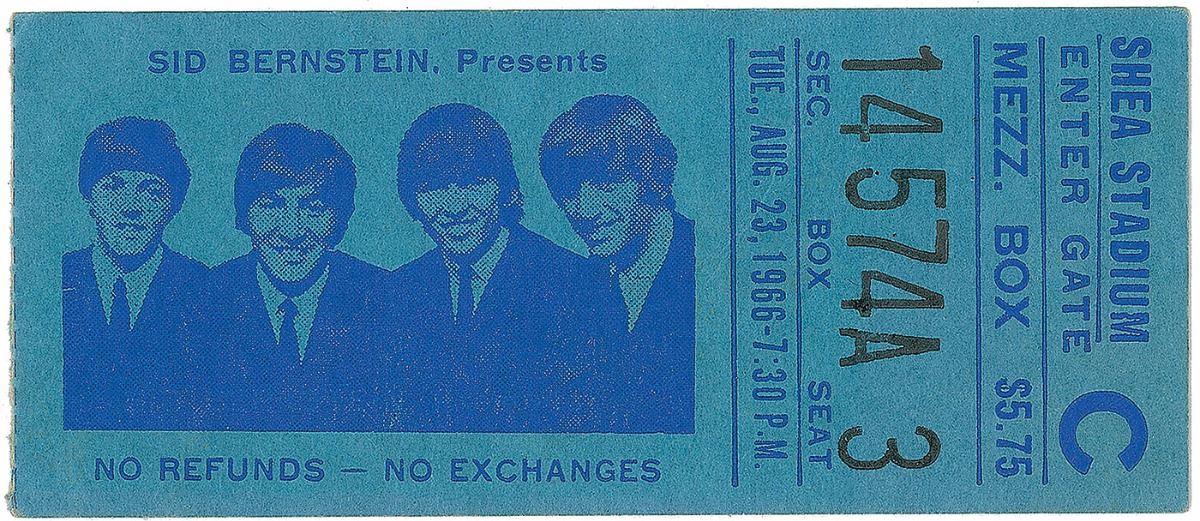 SID BERNSTEIN. Presents
NO REFUNDS — NO EXCHANGES
SHEA STADIUM
ENTER GATE C
MEZZ. BOX $5.75
14 574A 3
SEC. BOX SEAT
TUE., AUG. 23, 1966-7:30 P.M.